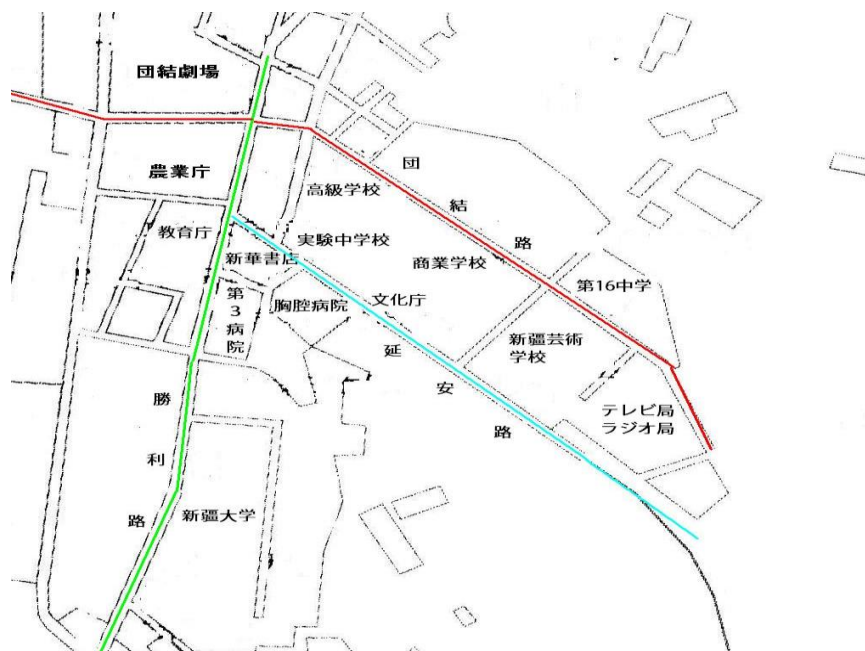 団結劇場
農業庁
教育庁
高級学校
実験中学校
新華書店
商業学校
団結路
第16中学
第3病院
胸腔病院
文化庁
新疆芸術
学校
延安路
テレビ局
ラジオ局
勝利路
新疆大学